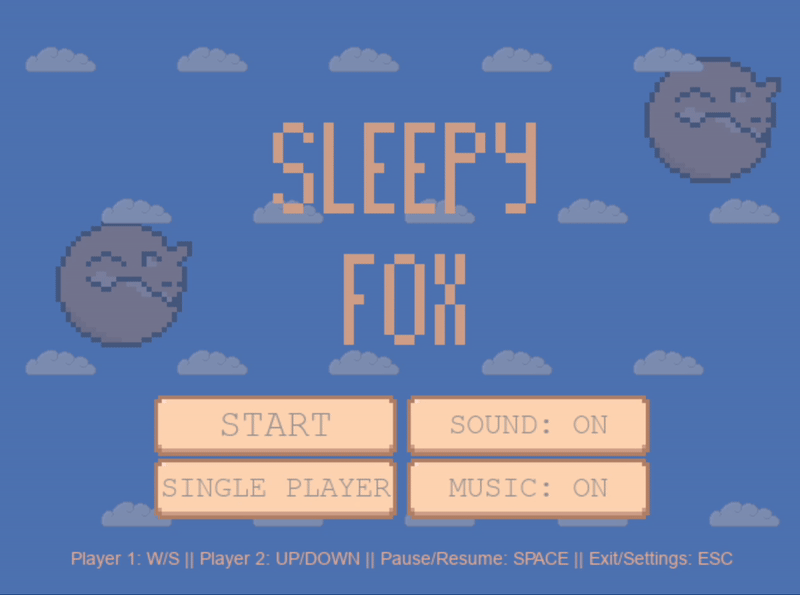 SLEEPY
FOX
START
SOUND: ON
SINGLE PLAYER
MUSIC: ON
Player 1: W/S || Player 2: UP/DOWN || Pause/Resume: SPACE || Exit/Settings: ESC